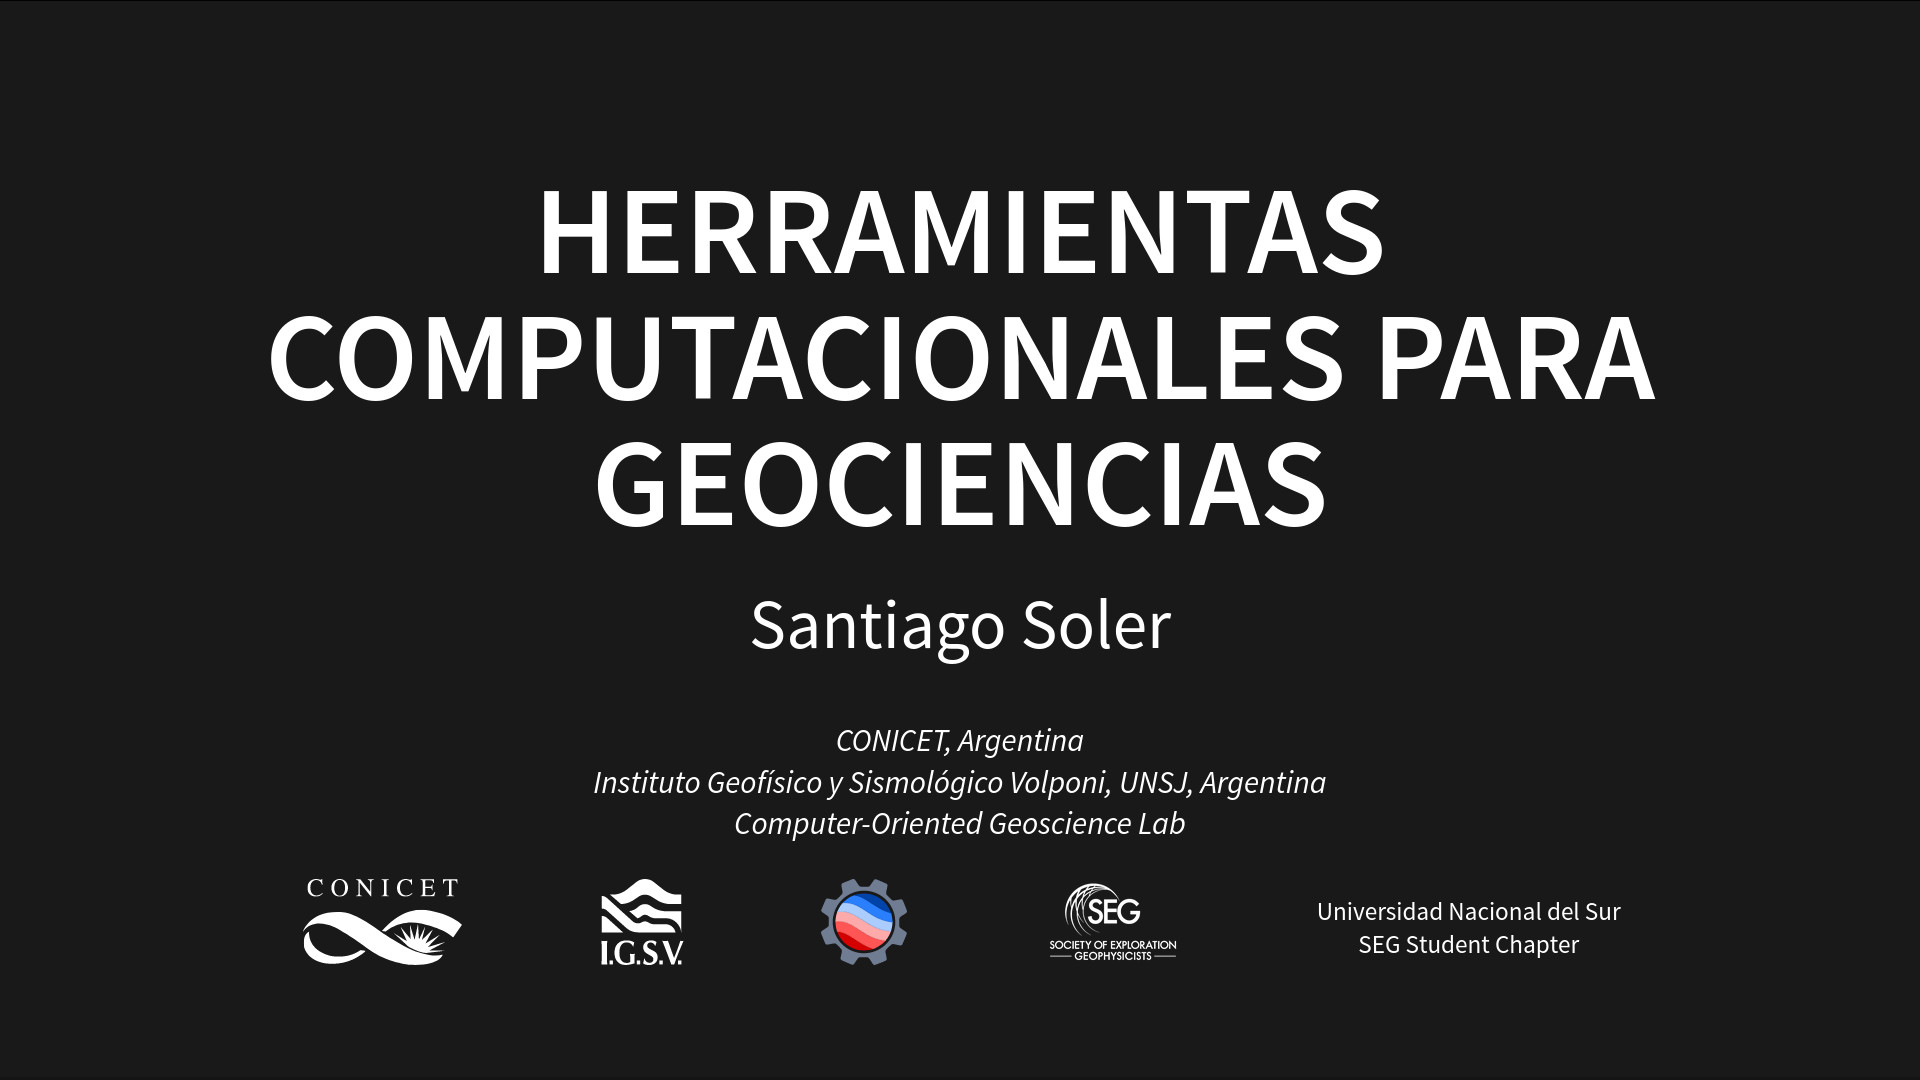 HERRAMIENTAS
COMPUTACIONALES PARA
GEOCIENCIAS
Santiago Soler
CONICET, Argentina
Instituto Geofísico y Sismológico Volponi, UNSJ, Argentina
Computer-Oriented Geoscience Lab
CONICET
I.G.S.V.
SEG
SOCIETY OF EXPLORATION
GEOPHYSICISTS
Universidad Nacional del Sur
SEG Student Chapter